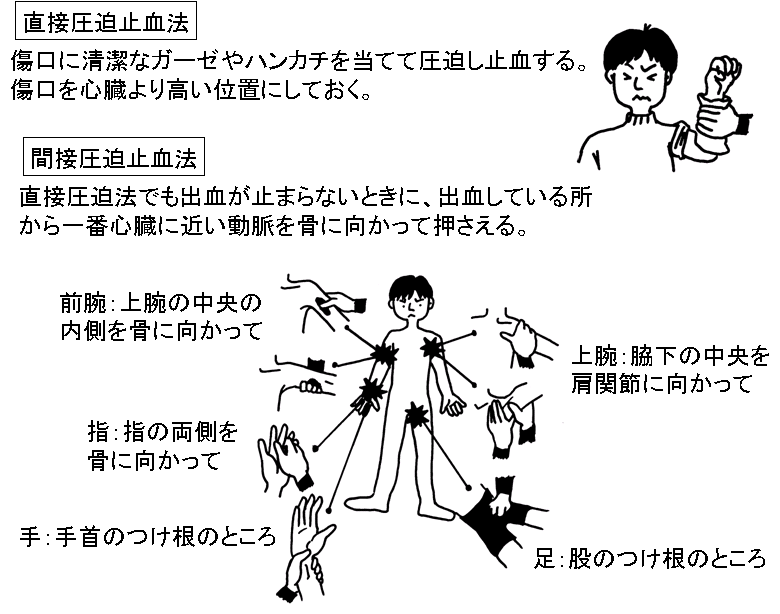 直接圧迫止血法
傷口に清潔なガーゼやハンカチを当てて圧迫し止血する。
傷口を心臓より高い位置にしておく。
間接圧迫止血法
直接圧迫法でも出血が止まらないときに、出血している所
から一番心臓に近い動脈を骨に向かって押さえる。
前腕：上腕の中央の
内側を骨に向かって
上腕：脇下の中央を
肩関節に向かって
指：指の両側を
骨に向かって
手：手首のつけ根のところ
足：股のつけ根のところ